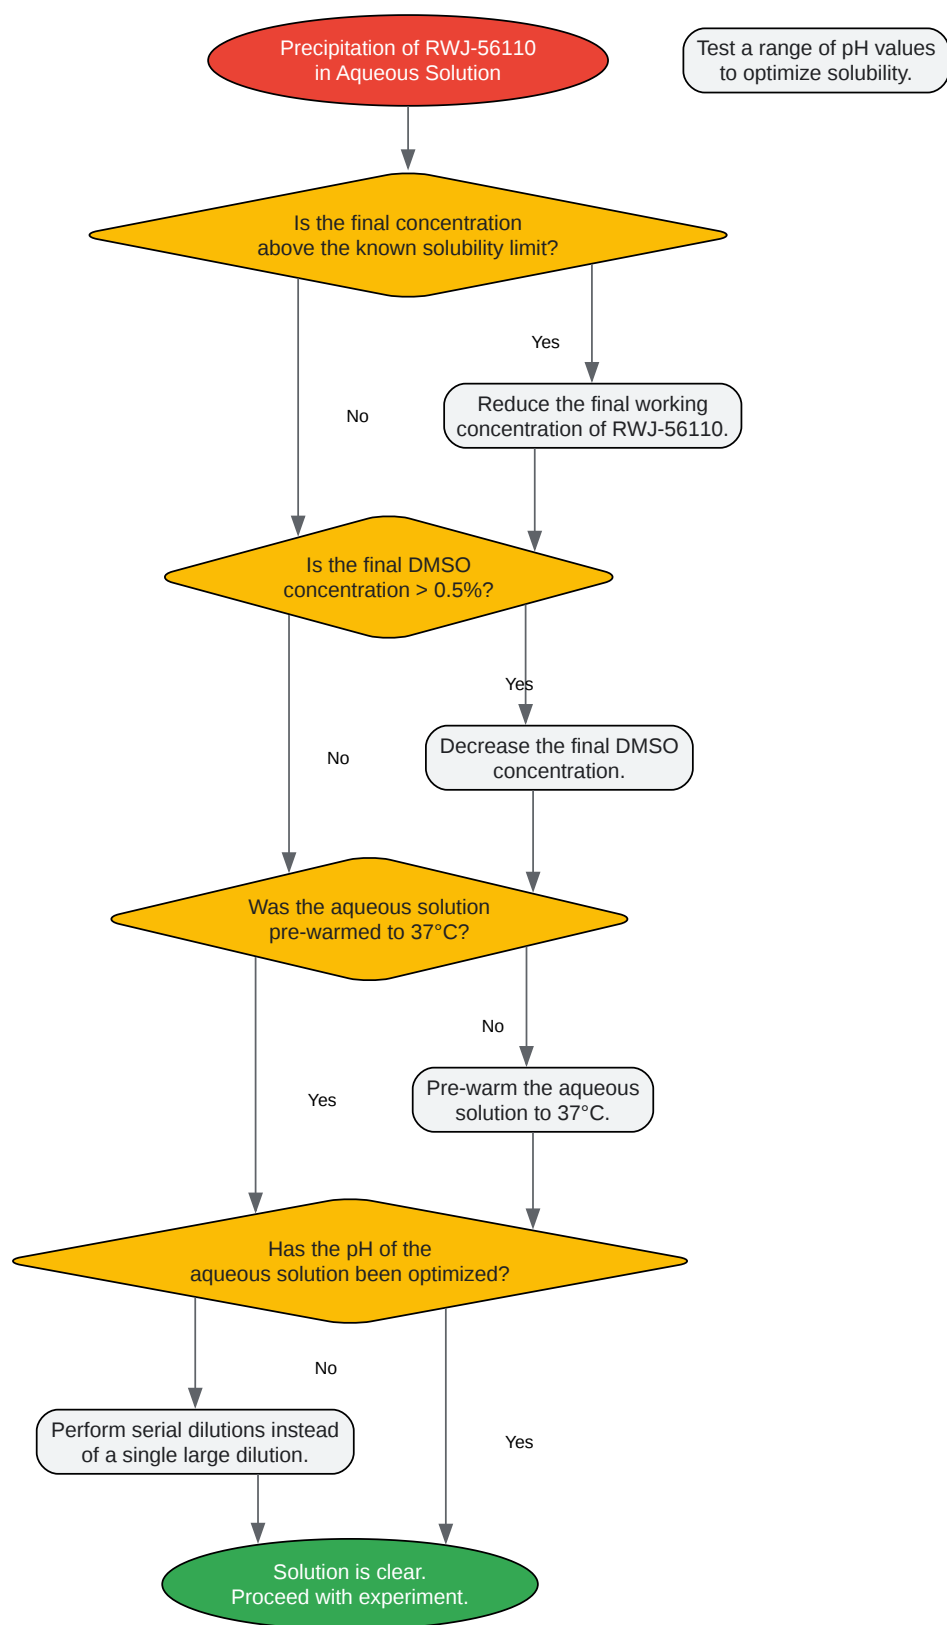 Precipitation of RWJ-56110
in Aqueous Solution
Test a range of pH values
to optimize solubility.
Is the final concentration
above the known solubility limit?
Yes
No
Reduce the final working
concentration of RWJ-56110.
Is the final DMSO
concentration > 0.5%?
Yes
No
Decrease the final DMSO
concentration.
Was the aqueous solution
pre-warmed to 37°C?
No
Yes
Pre-warm the aqueous
solution to 37°C.
Has the pH of the
aqueous solution been optimized?
No
Yes
Perform serial dilutions instead
of a single large dilution.
Solution is clear.
Proceed with experiment.